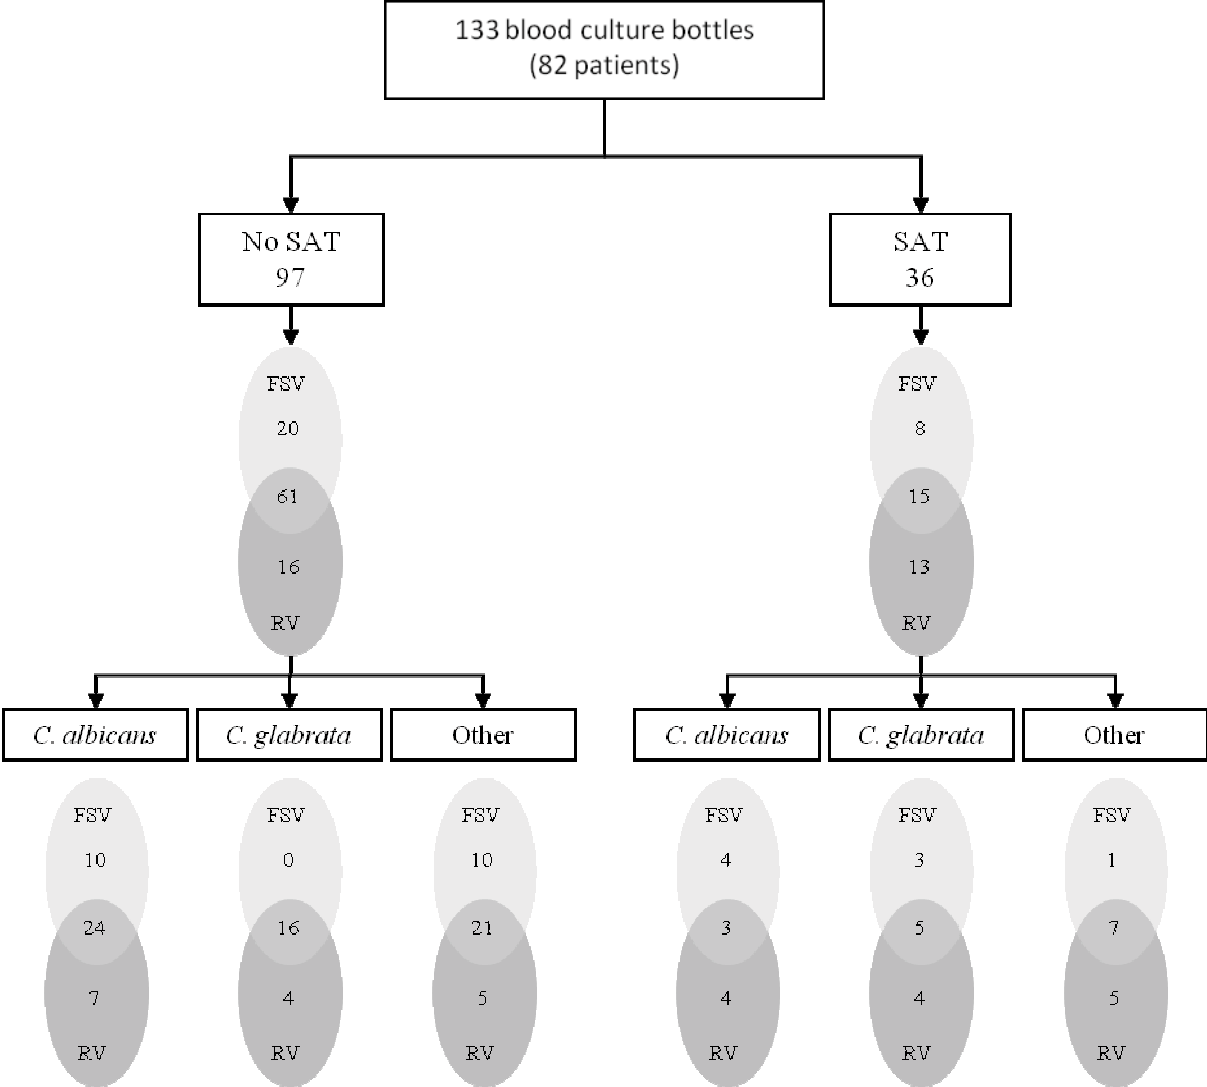 133 blood culture bottles
(82 patients)
No SAT
97
SAT
36
FSV
20
61
16
RV
FSV
8
15
13
RV
C. albicans
C. glabrata
Other
C. albicans
C. glabrata
Other
FSV
10
24
7
RV
FSV
0
16
4
RV
FSV
10
21
5
RV
FSV
4
3
4
RV
FSV
3
5
4
RV
FSV
1
7
5
RV